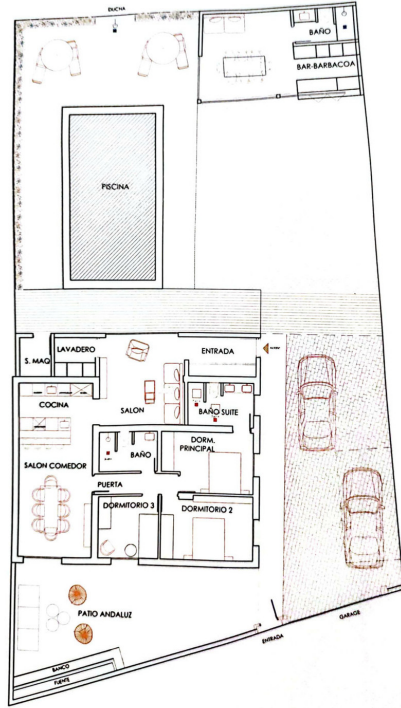 DUCHA
BAÑO
BAR-BARBACOA
PISCINA
LAVADERO
ENTRADA
S. MAQ
COCINA
SALON
BAÑO SUITE
DORM.
PRINCIPAL
BAÑO
SALON COMEDOR
PUERTA
DORMITORIO 3
DORMITORIO 2
PATIO ANDALUZ
GARAGE
ENTRADA
BANCO
FUENTE